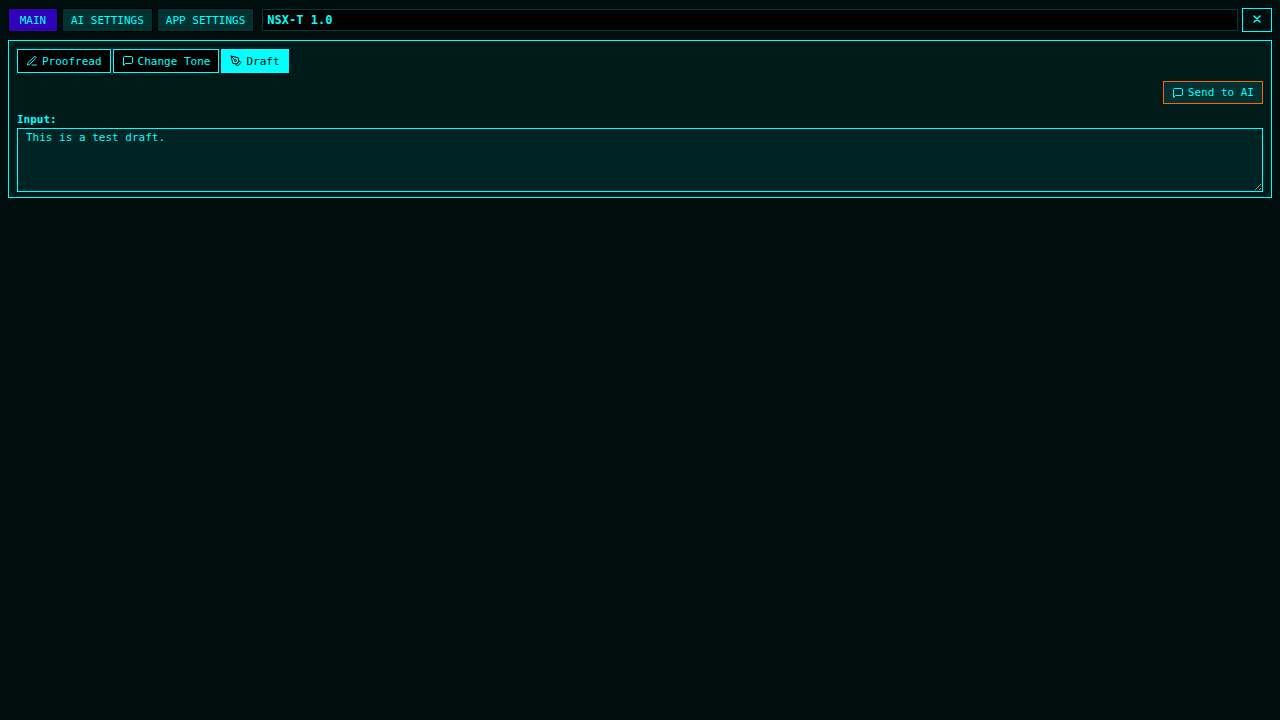 MAIN AI SETTINGS APP SETTINGS NSX-T 1.0
Proofread Change Tone Draft
Send to AI
Input:
This is a test draft.